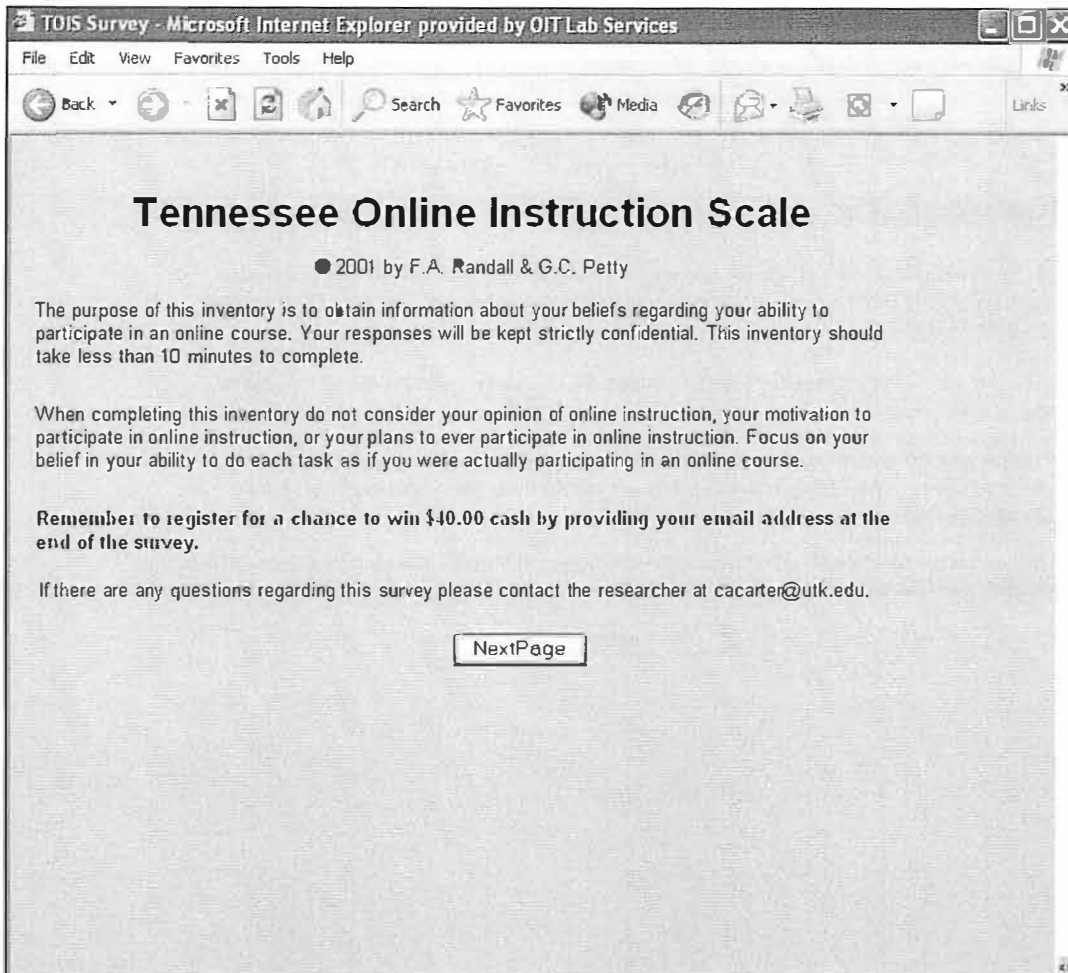 TOIS Survey - Microsoft Internet Explorer provided by OIT Lab Services
File Edit View Favorites Tools Help
Back Search Favorites Media Links
Tennessee Online Instruction Scale
● 2001 by F.A. Randall & G.C. Petty
The purpose of this inventory is to obtain information about your beliefs regarding your ability to
participate in an online course. Your responses will be kept strictly confidential. This inventory should
take less than 10 minutes to complete.
When completing this inventory do not consider your opinion of online instruction, your motivation to
participate in online instruction, or your plans to ever participate in online instruction. Focus on your
belief in your ability to do each task as if you were actually participating in an online course.
Remember to register for a chance to win $40.00 cash by providing your email address at the
end of the survey.
If there are any questions regarding this survey please contact the researcher at cacarter@utk.edu.
NextPage